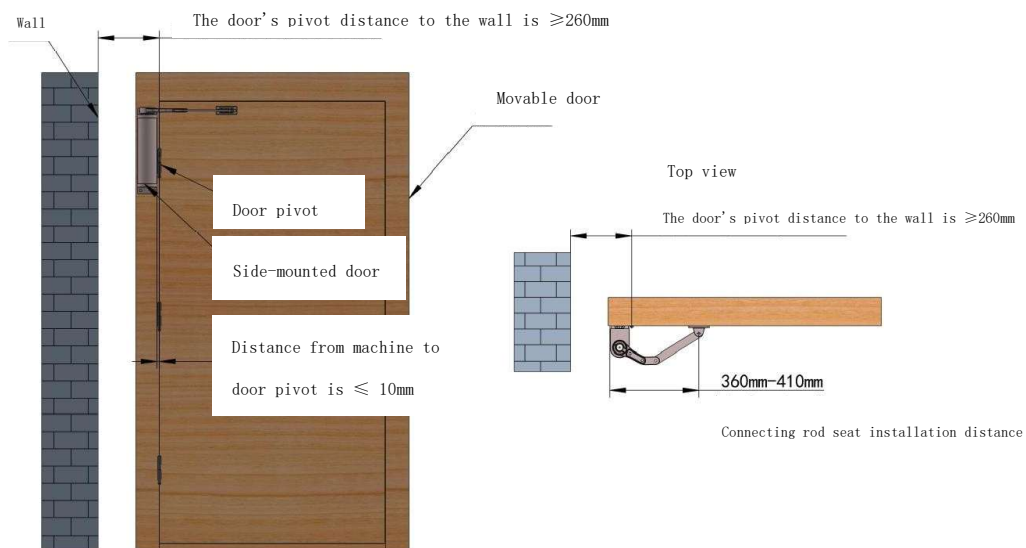 Wall
The door's pivot distance to the wall is ≥260mm
Movable door
Door pivot
Side-mounted door
Distance from machine to
door pivot is ≤ 10mm
Top view
The door's pivot distance to the wall is ≥260mm
360mm-410mm
Connecting rod seat installation distance